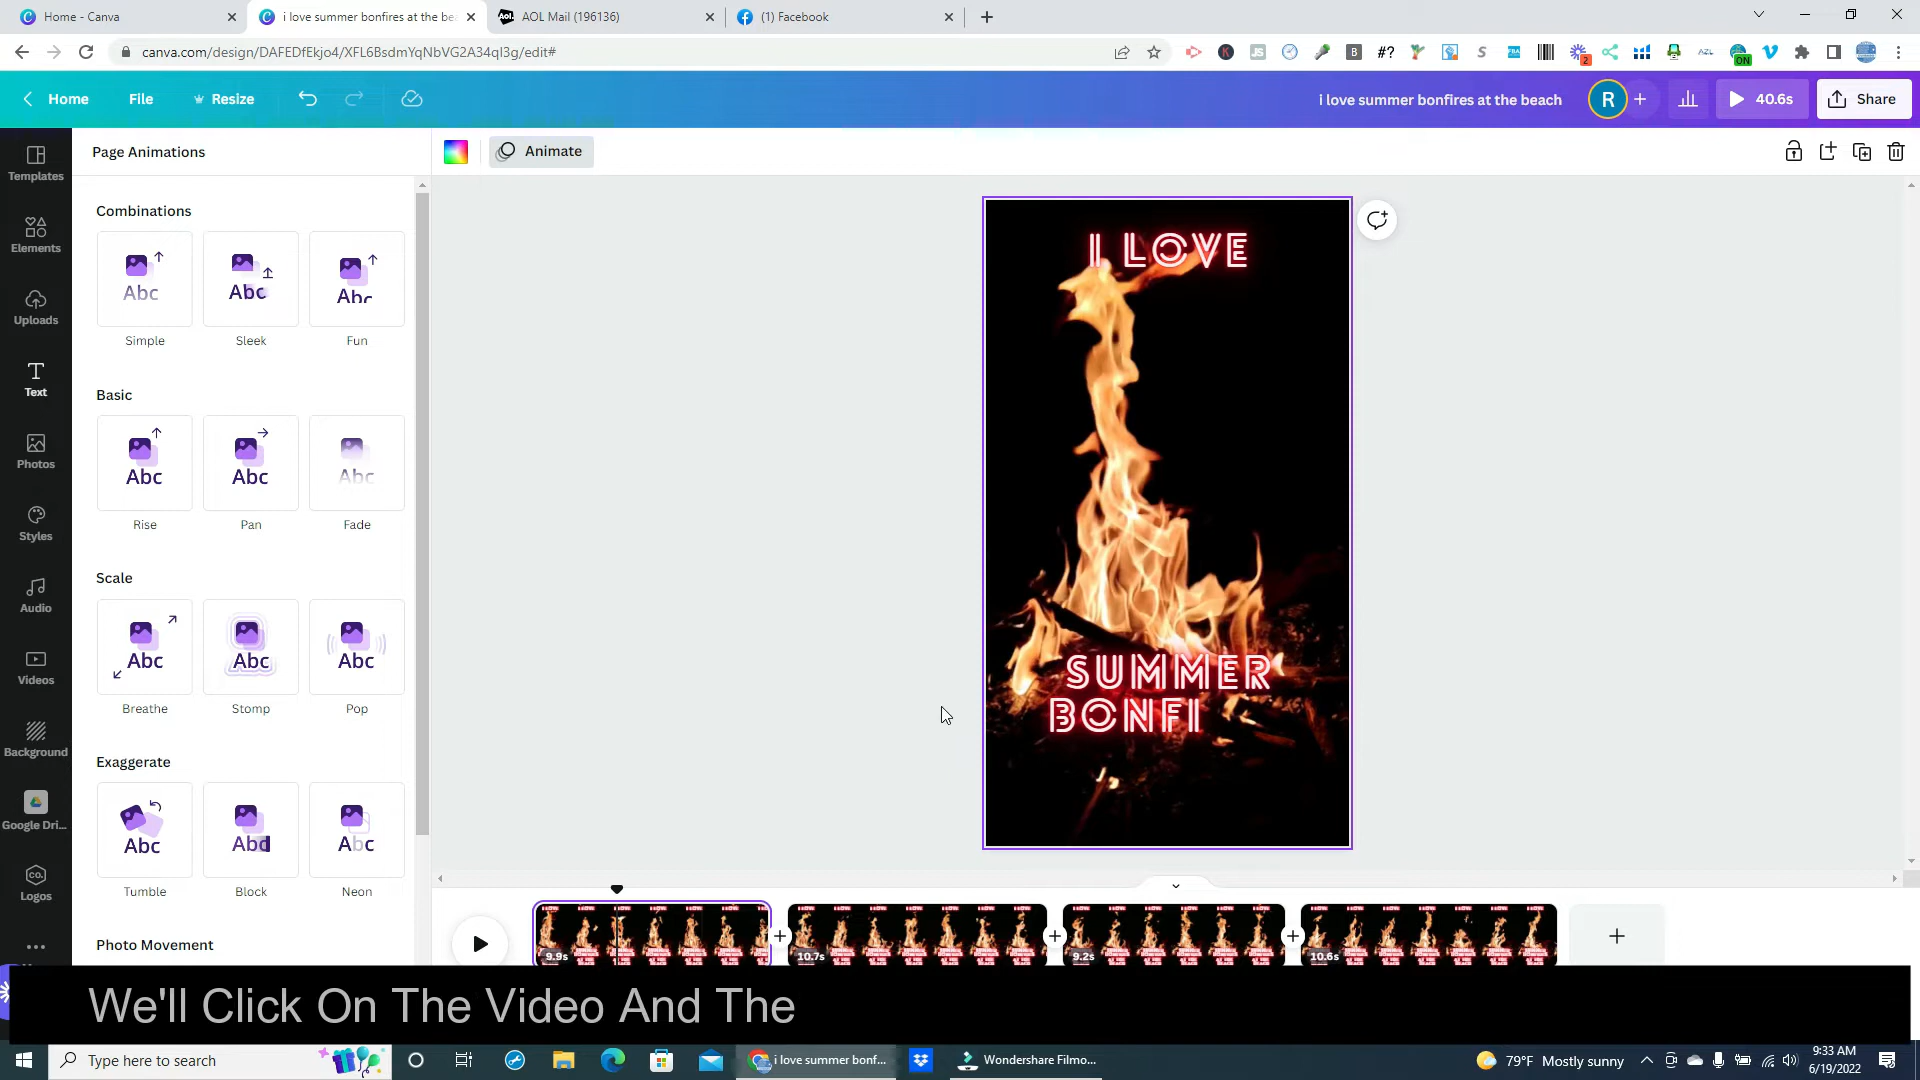 Home - Canva
i love summer bonfires at the bea
AOL Mail (196136)
(1) Facebook
canva.com/design/DAFEDfEkjo4/XFL6BsdmYqNbVG2A34ql3g/edit#
Home
File
Resize
i love summer bonfires at the beach
R
40.6s
Share
Templates
Elements
Uploads
Text
Photos
Styles
Audio
Videos
Background
Google Dri...
Logos
Page Animations
Animate
Combinations
Abc
Abc
Abc
Simple
Sleek
Fun
Basic
Abc
Abc
Abc
Rise
Pan
Fade
Scale
Abc
Abc
Abc
Breathe
Stomp
Pop
Exaggerate
Abc
Abc
Abc
Tumble
Block
Neon
Photo Movement
I LOVE
SUMMER
BONFI
9.9s
10.7s
9.2s
10.6s
We'll Click On The Video And The
Type here to search
i love summer bonf...
Wondershare Filmo...
79°F Mostly sunny
9:33 AM
6/19/2022